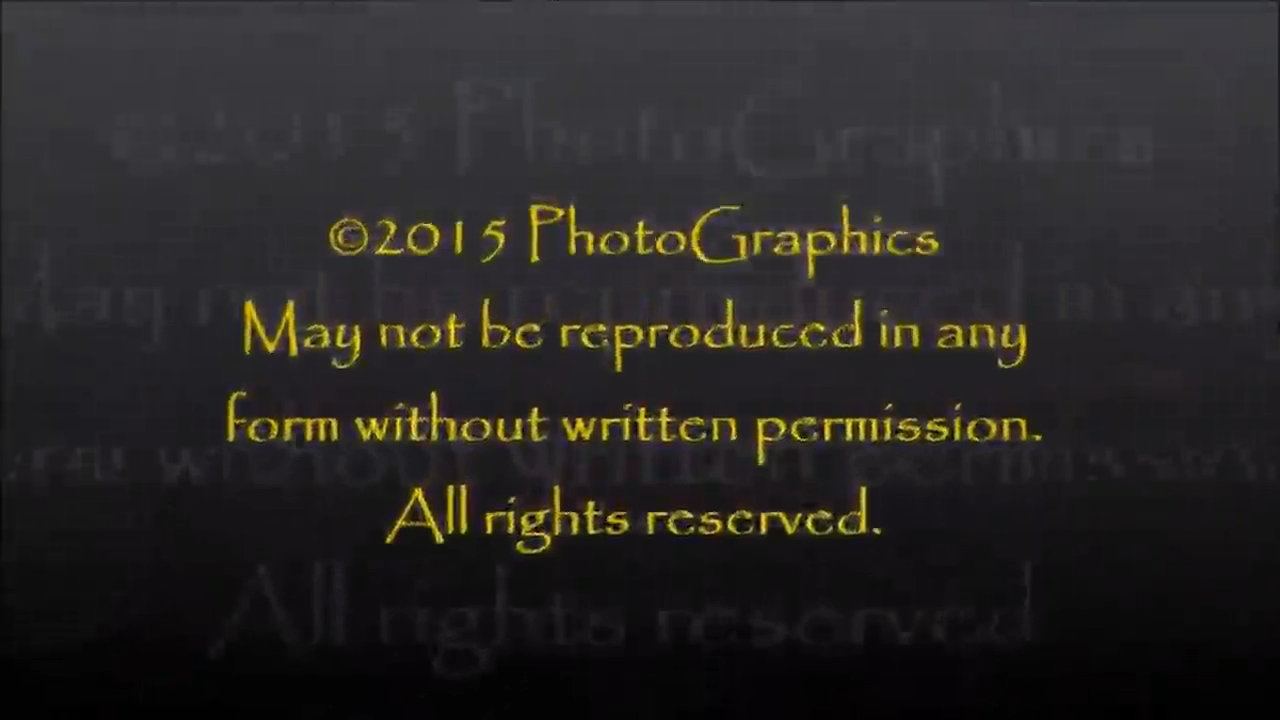 ©2015 PhotoGraphics
May not be reproduced in any
form without written permission.
All rights reserved.